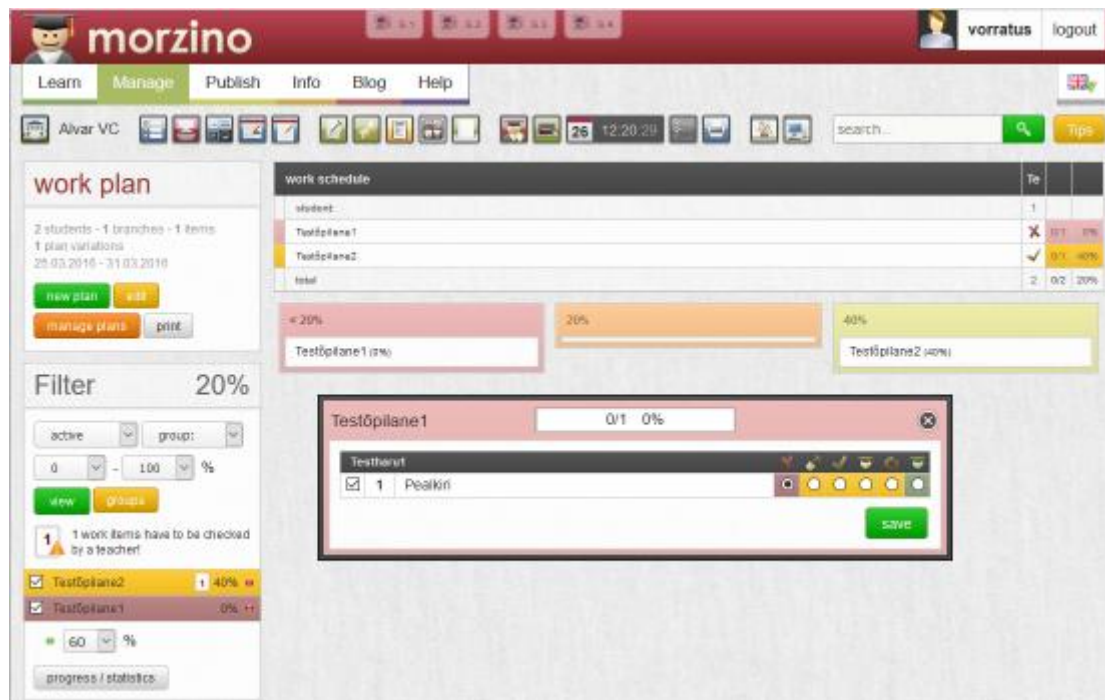 morzino
vorratus logout
Learn Manage Publish Info Blog Help
Alvar VC 26 12:20:29 search... Tips
work plan
2 students - 1 branches - 1 items
1 plan variations
25.03.2016 - 31.03.2016
new plan edit
manage plans print
work schedule Te
student 1
Testõpilane1 0/1 0%
Testõpilane2 0/1 40%
total 2 0/2 20%
< 20% 20% 40%
Testõpilane1 (0%) Testõpilane2 (40%)
Filter 20%
active group:
0 - 100 %
view groups
1 1 work items have to be checked
by a teacher!
Testõpilane2 1 40%
Testõpilane1 0%
= 60 %
progress / statistics
Testõpilane1 0/1 0%
Testharu1
1 Pealkiri
save